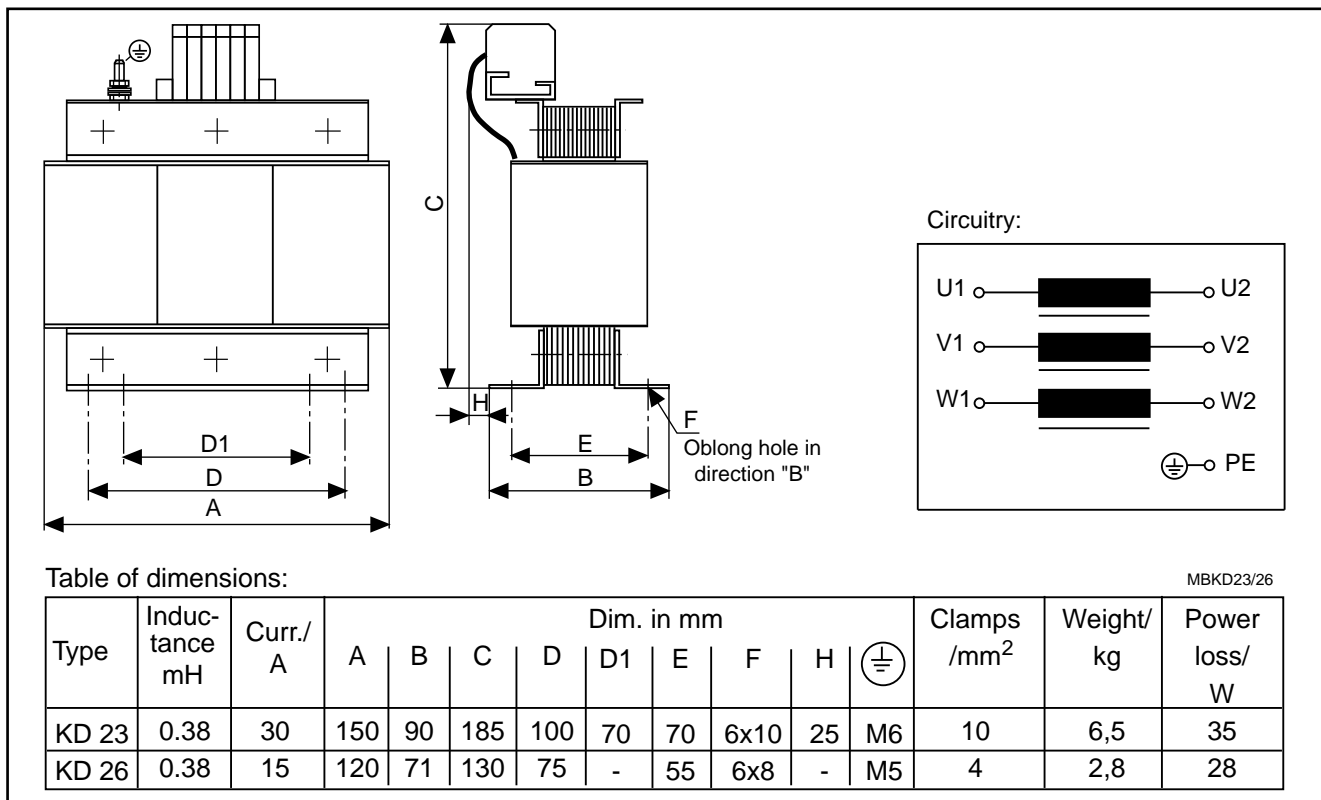 C
H
F
Oblong hole in
direction "B"
E
B
D1
D
A
Circuitry:
U1 U2
V1 V2
W1 W2
PE
Table of dimensions:
MBKD23/26
Type Induc- Curr./ Dim. in mm Clamps Weight/ Power
tance A A B C D D1 E F H /mm2 kg loss/
mH W
KD 23 0.38 30 150 90 185 100 70 70 6x10 25 M6 10 6,5 35
KD 26 0.38 15 120 71 130 75 - 55 6x8 - M5 4 2,8 28